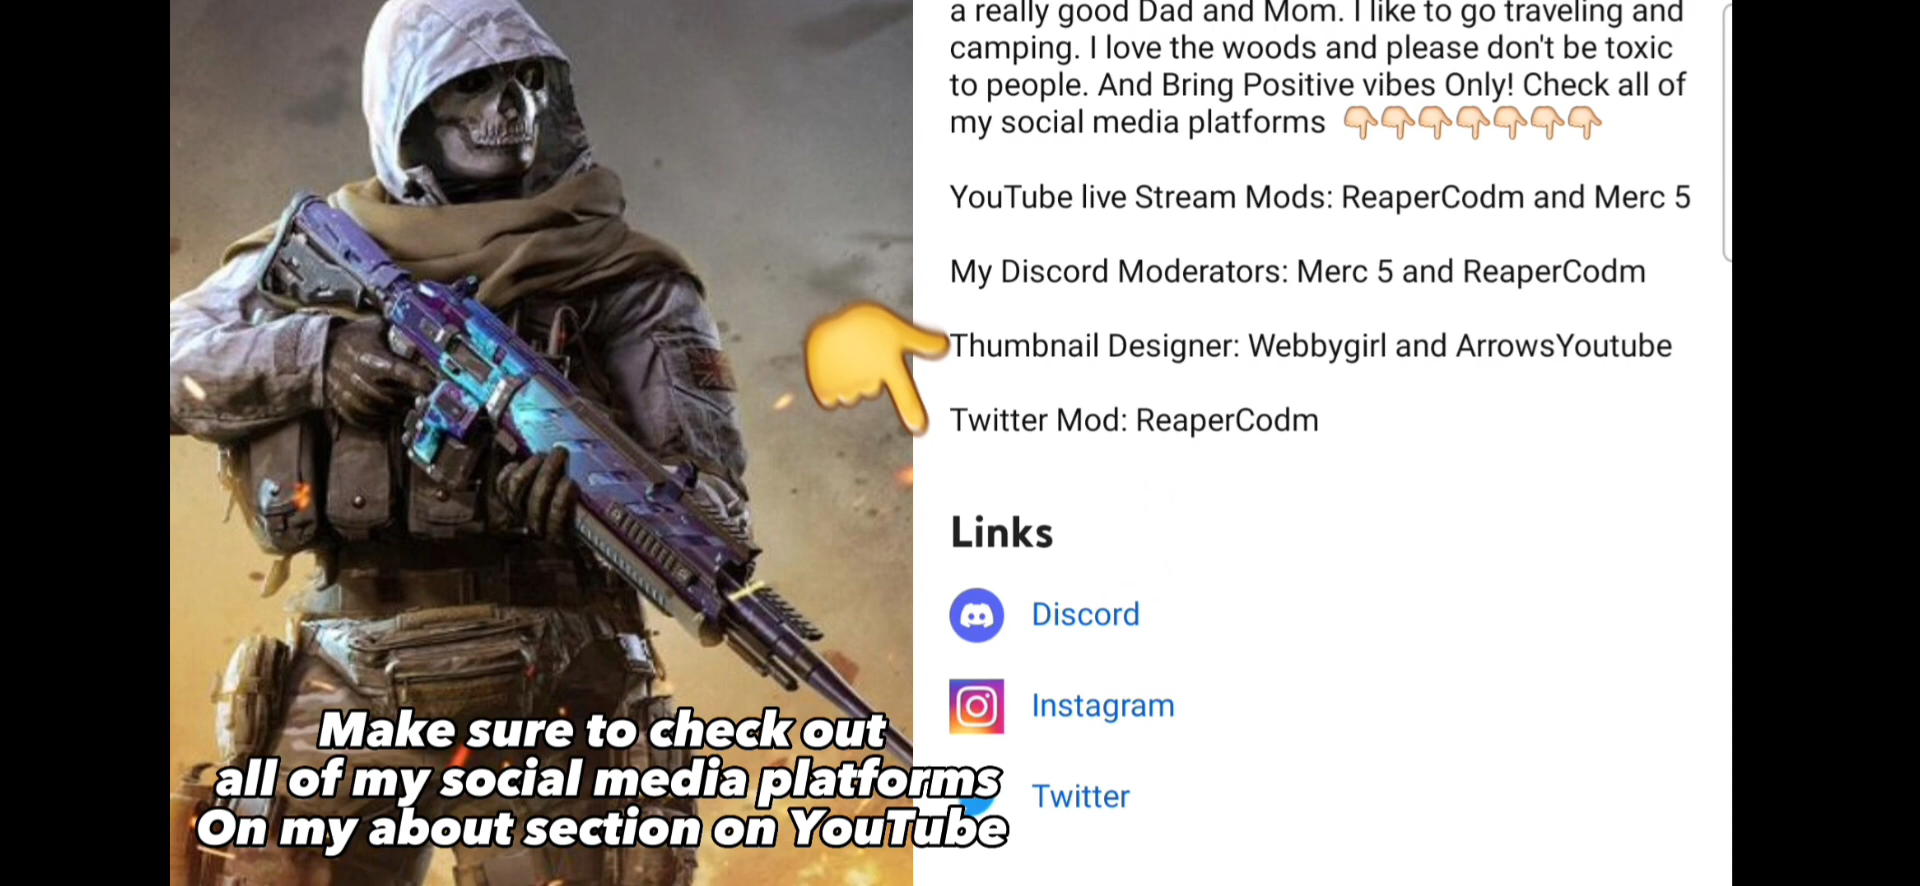 a really good Dad and Mom. I like to go traveling and
camping. I love the woods and please don't be toxic
to people. And Bring Positive vibes Only! Check all of
my social media platforms 👇🏻👇🏻👇🏻👇🏻👇🏻👇🏻👇🏻
YouTube live Stream Mods: ReaperCodm and Merc 5
My Discord Moderators: Merc 5 and ReaperCodm
Thumbnail Designer: Webbygirl and ArrowsYoutube
Twitter Mod: ReaperCodm
Links
Discord
Instagram
Twitter
Make sure to check out
all of my social media platforms
On my about section on YouTube